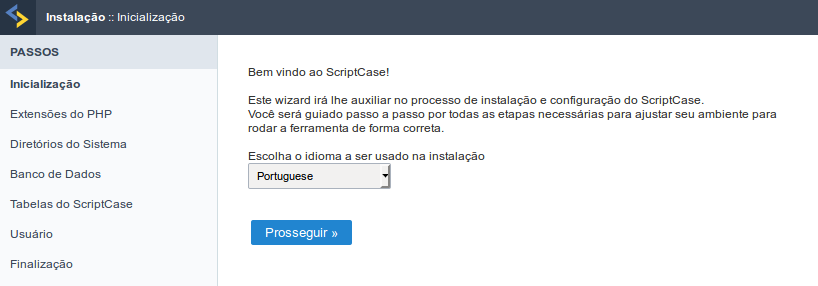 Instalação :: Inicialização
PASSOS
Inicialização
Extensões do PHP
Diretórios do Sistema
Banco de Dados
Tabelas do ScriptCase
Usuário
Finalização
Bem vindo ao ScriptCase!
Este wizard irá lhe auxiliar no processo de instalação e configuração do ScriptCase.
Você será guiado passo a passo por todas as etapas necessárias para ajustar seu ambiente para
rodar a ferramenta de forma correta.
Escolha o idioma a ser usado na instalação
Portuguese
Prosseguir »